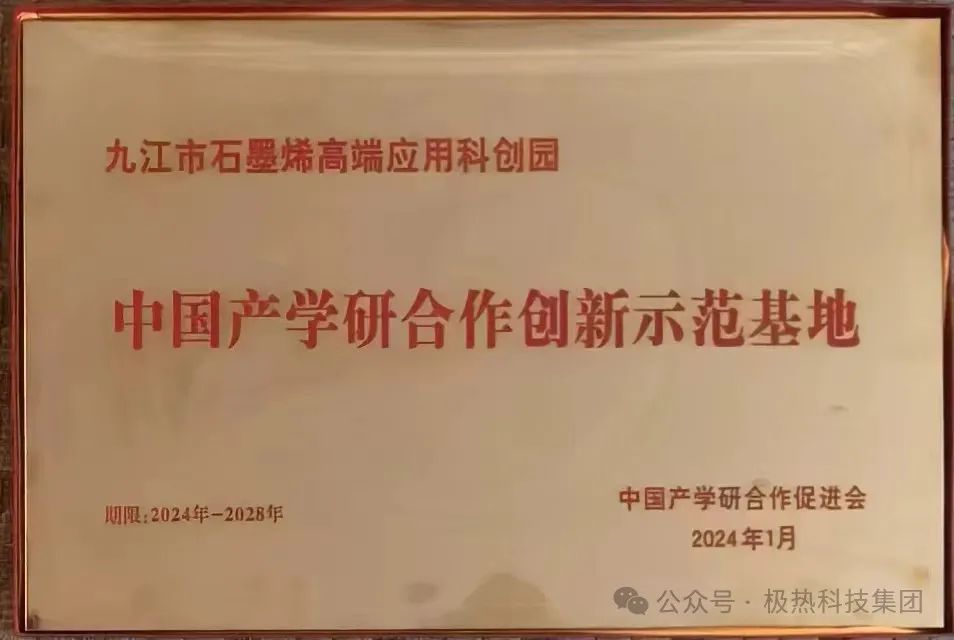 九江市石墨烯高端应用科创园
中国产学研合作创新示范基地
期限:2024年-2028年
中国产学研合作促进会
2024年1月
公众号·极热科技集团